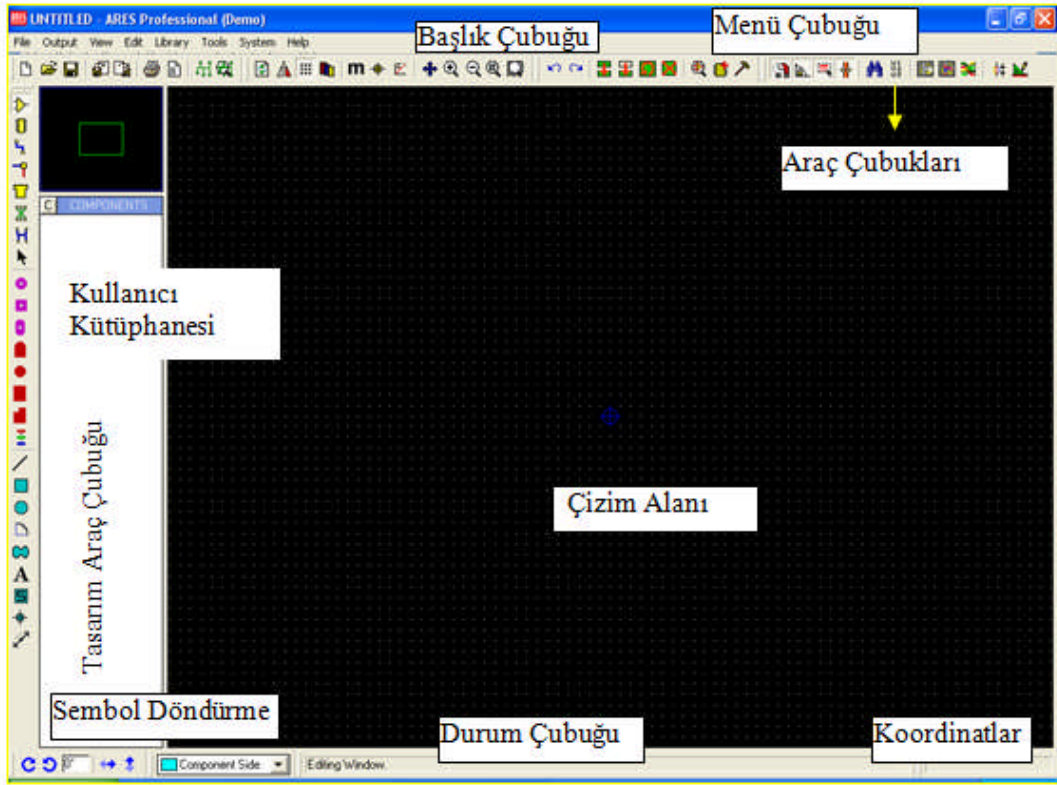 UNTITLED - ARES Professional (Demo)
File Output View Edit Library Tools System Help
Başlık Çubuğu
Menü Çubuğu
Araç Çubukları
C COMPONENTS
Kullanıcı
Kütüphanesi
Tasarım Araç Çubuğu
Çizim Alanı
Sembol Döndürme
Durum Çubuğu
Koordinatlar
Component Side
Editing Window.